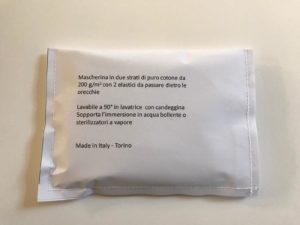 Mascherina in due strati di puro cotone da
200 g/m² con 2 elastici da passare dietro le
orecchie
Lavabile a 90° in lavatrice con candeggina
Sopporta l'immersione in acqua bollente o
sterilizzatori a vapore
Made in Italy - Torino